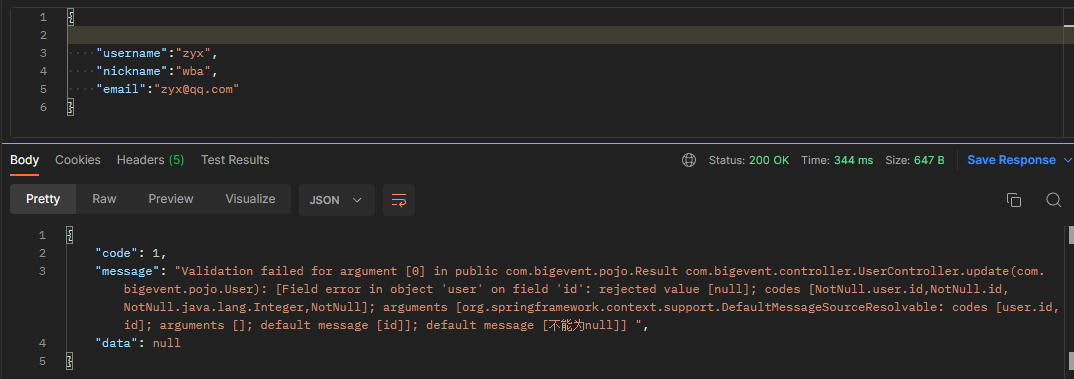 1 {
2
3 "username":"zyx",
4 "nickname":"wba",
5 "email":"zyx@qq.com"
6 }
Body Cookies Headers (5) Test Results Status: 200 OK Time: 344 ms Size: 647 B Save Response
Pretty Raw Preview Visualize JSON
1 {
2 "code": 1,
3 "message": "Validation failed for argument [0] in public com.bigevent.pojo.Result com.bigevent.controller.UserController.update(com.
bigevent.pojo.User): [Field error in object 'user' on field 'id': rejected value [null]; codes [NotNull.user.id,NotNull.id,
NotNull.java.lang.Integer,NotNull]; arguments [org.springframework.context.support.DefaultMessageSourceResolvable: codes [user.id,
id]; arguments []; default message [id]]; default message [不能为null]] ",
4 "data": null
5 }